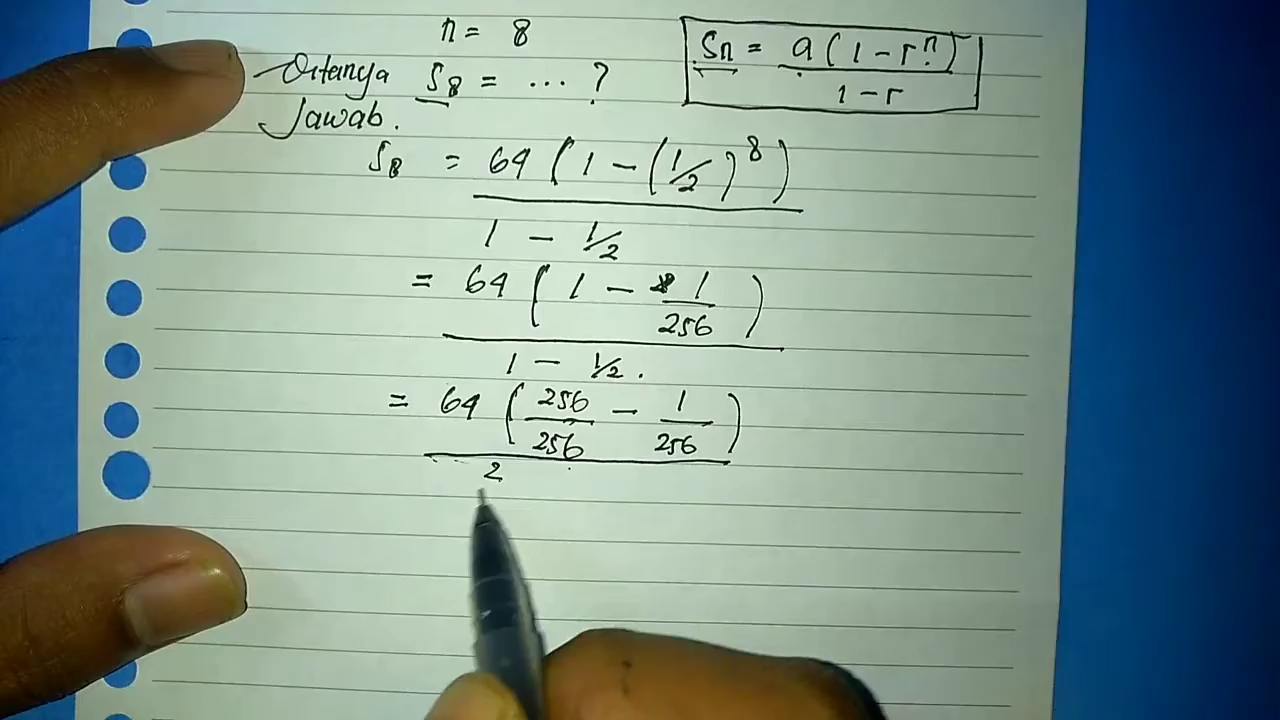 n = 8
Sn = a(1-rⁿ) / 1-r
Ditanya S8 = ... ?
Jawab.
S8 = 64(1-(1/2)⁸) / 1 - 1/2
= 64(1 - 1/256) / 1 - 1/2.
= 64(256/256 - 1/256) / 2